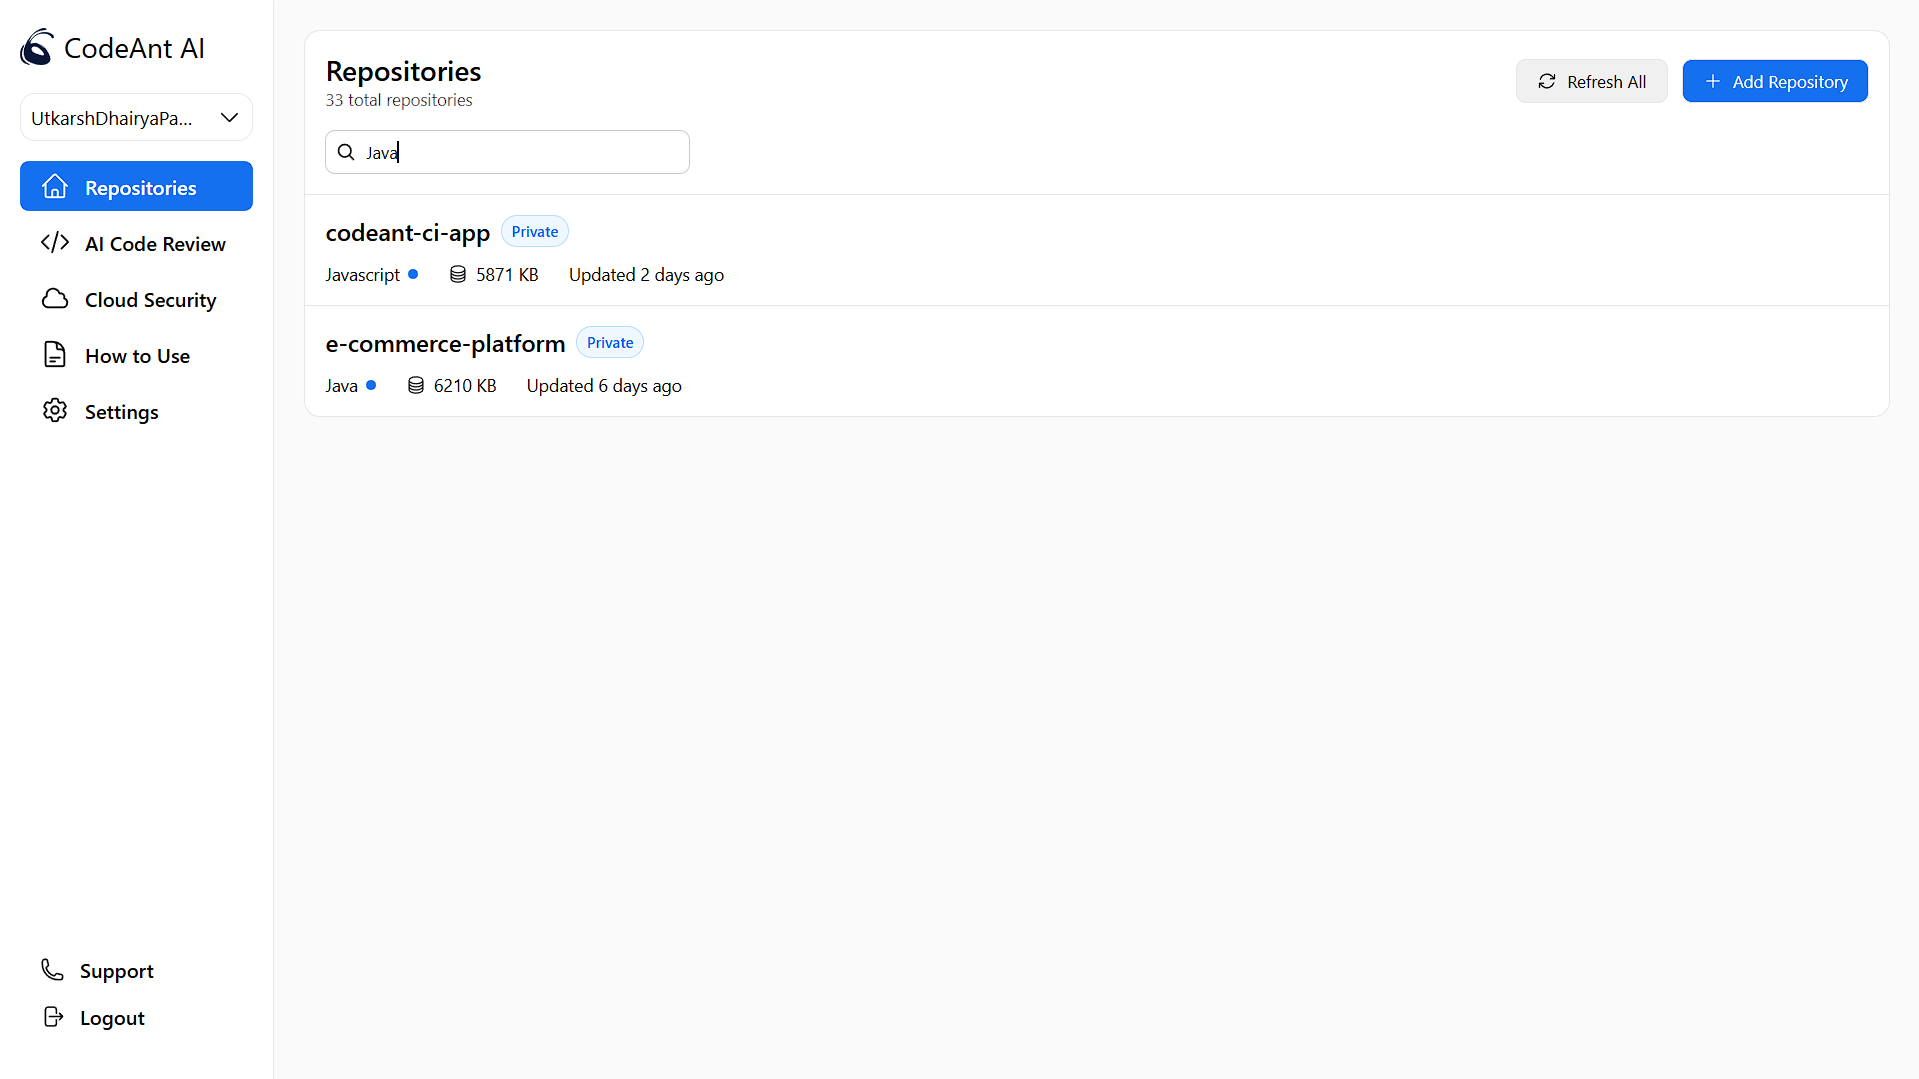 CodeAnt AI
UtkarshDhairyaPa...
Repositories
AI Code Review
Cloud Security
How to Use
Settings
Support
Logout
Repositories
33 total repositories
Refresh All
Add Repository
Java
codeant-ci-app Private
Javascript 5871 KB Updated 2 days ago
e-commerce-platform Private
Java 6210 KB Updated 6 days ago